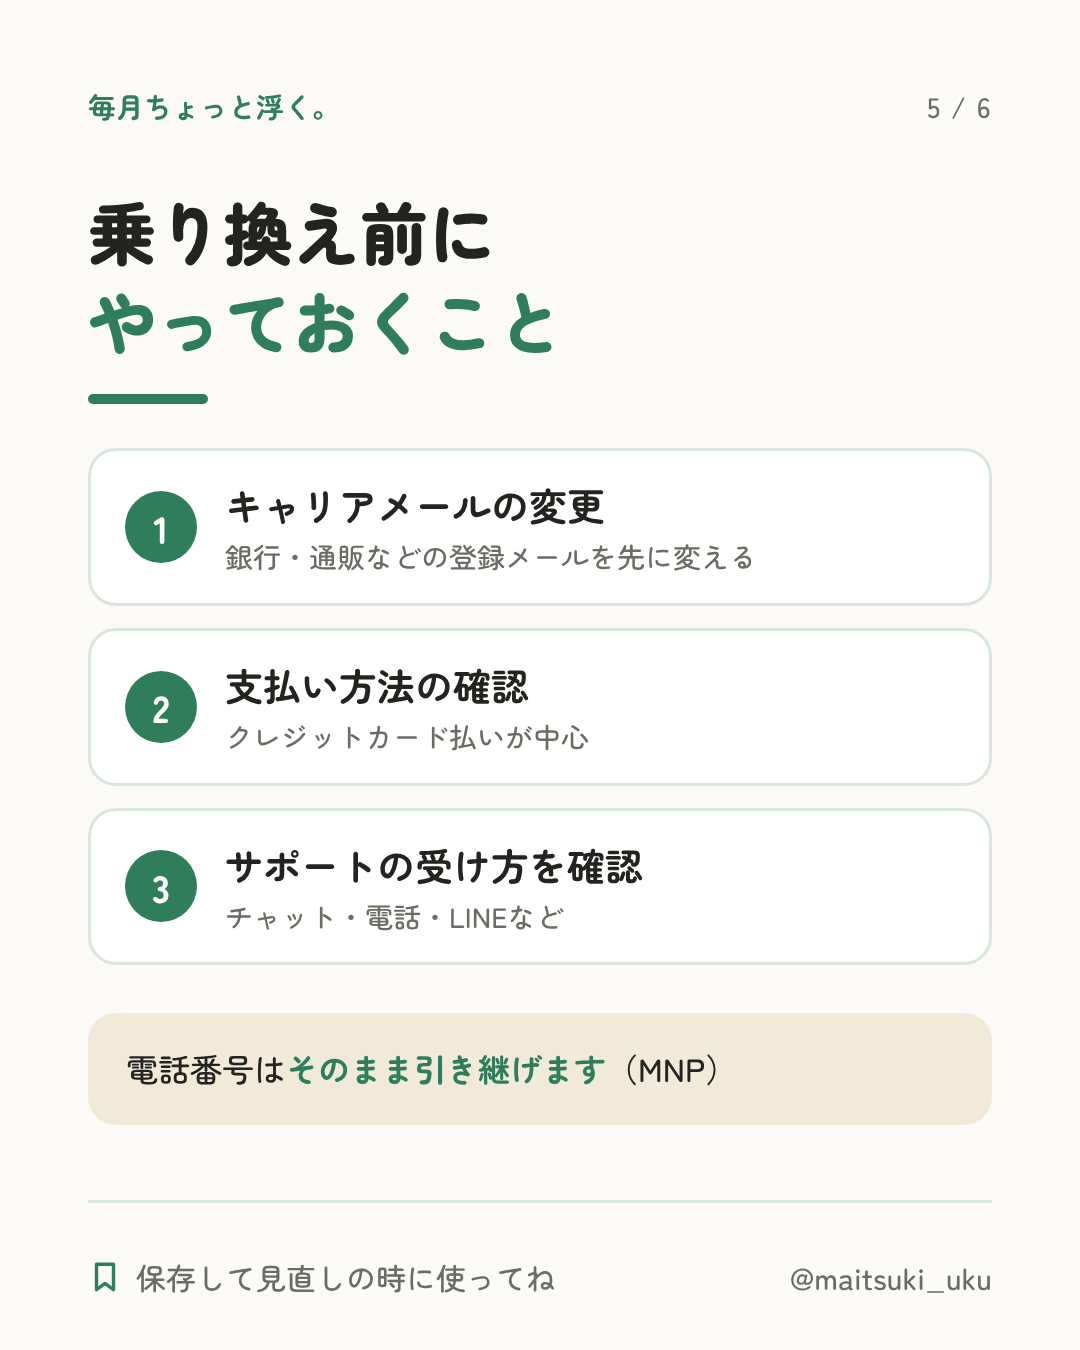 毎月ちょっと浮く。
5 / 6
乗り換え前に
やっておくこと
1
キャリアメールの変更
銀行・通販などの登録メールを先に変える
2
支払い方法の確認
クレジットカード払いが中心
3
サポートの受け方を確認
チャット・電話・LINEなど
電話番号はそのまま引き継げます（MNP）
保存して見直しの時に使ってね
@maitsuki_uku